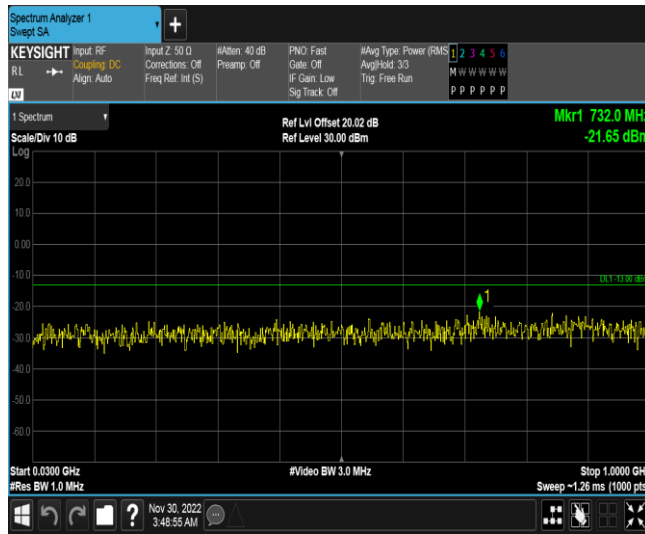 Spectrum Analyzer 1
Swept SA
+
KEYSIGHT
RL
LXI
Input: RF
Coupling: DC
Align: Auto
Input Z: 50 Ω
Corrections: Off
Freq Ref: Int (S)
#Atten: 40 dB
Preamp: Off
PNO: Fast
Gate: Off
IF Gain: Low
Sig Track: Off
#Avg Type: Power (RMS
Avg|Hold: 3/3
Trig: Free Run
1 2 3 4 5 6
M W W W W W
P P P P P P
1 Spectrum
Scale/Div 10 dB
Log
Ref Lvl Offset 20.02 dB
Ref Level 30.00 dBm
Mkr1 732.0 MHz
-21.65 dBm
20.0
10.0
0.00
-10.0
DL1 -13.00 dBm
1
-20.0
-30.0
-40.0
-50.0
-60.0
Start 0.0300 GHz
#Res BW 1.0 MHz
#Video BW 3.0 MHz
Stop 1.0000 GH
Sweep ~1.26 ms (1000 pts
?
Nov 30, 2022
3:48:55 AM